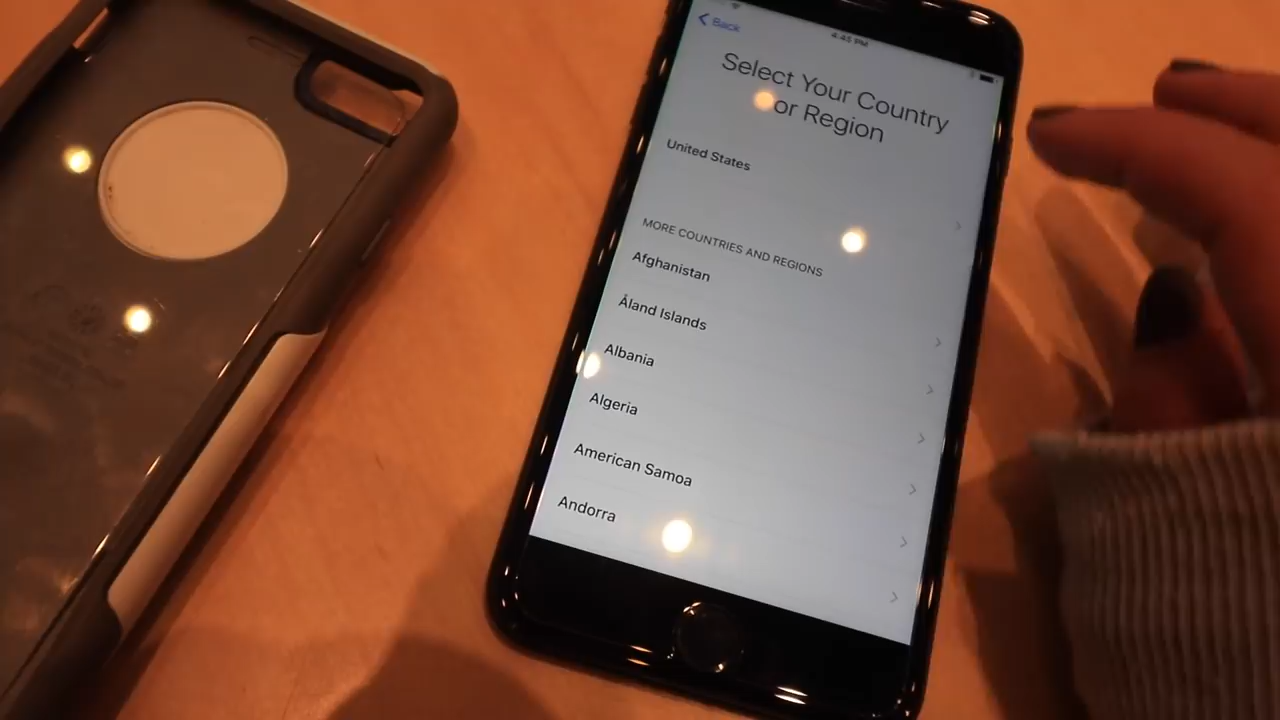 Back
4:45 PM
Select Your Country
or Region
United States
MORE COUNTRIES AND REGIONS
Afghanistan
Åland Islands
Albania
Algeria
American Samoa
Andorra